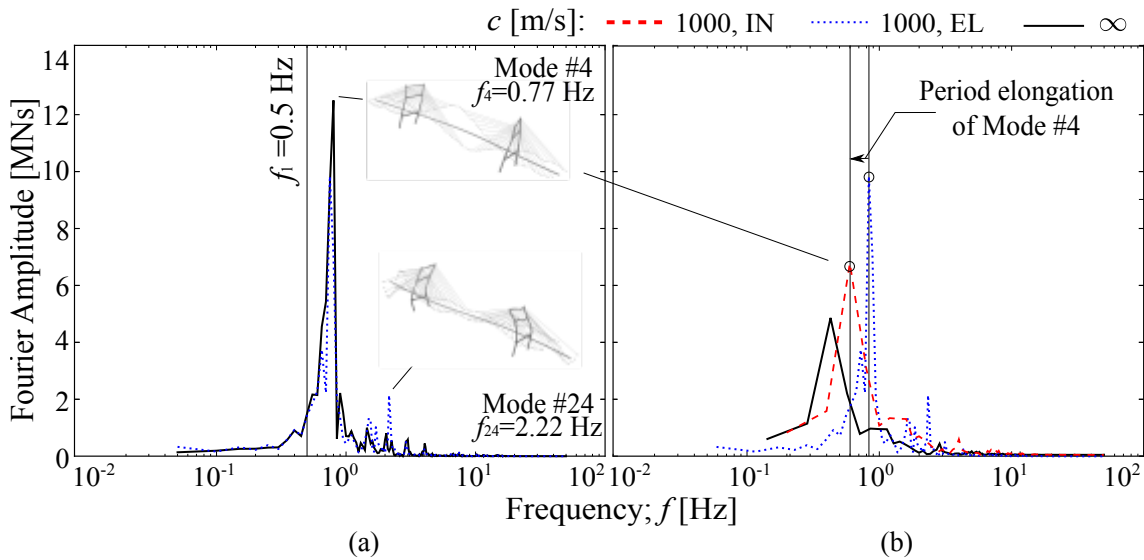 c [m/s]: 1000, IN 1000, EL ∞
Fourier Amplitude [MNs]
14
12
10
8
6
4
2
0
f₁ =0.5 Hz
Mode #4
f₄=0.77 Hz
Mode #24
f₂₄=2.22 Hz
10⁻² 10⁻¹ 10⁰ 10¹ 10²
Period elongation
of Mode #4
10⁻² 10⁻¹ 10⁰ 10¹ 10²
Frequency; f [Hz]
(a) (b)